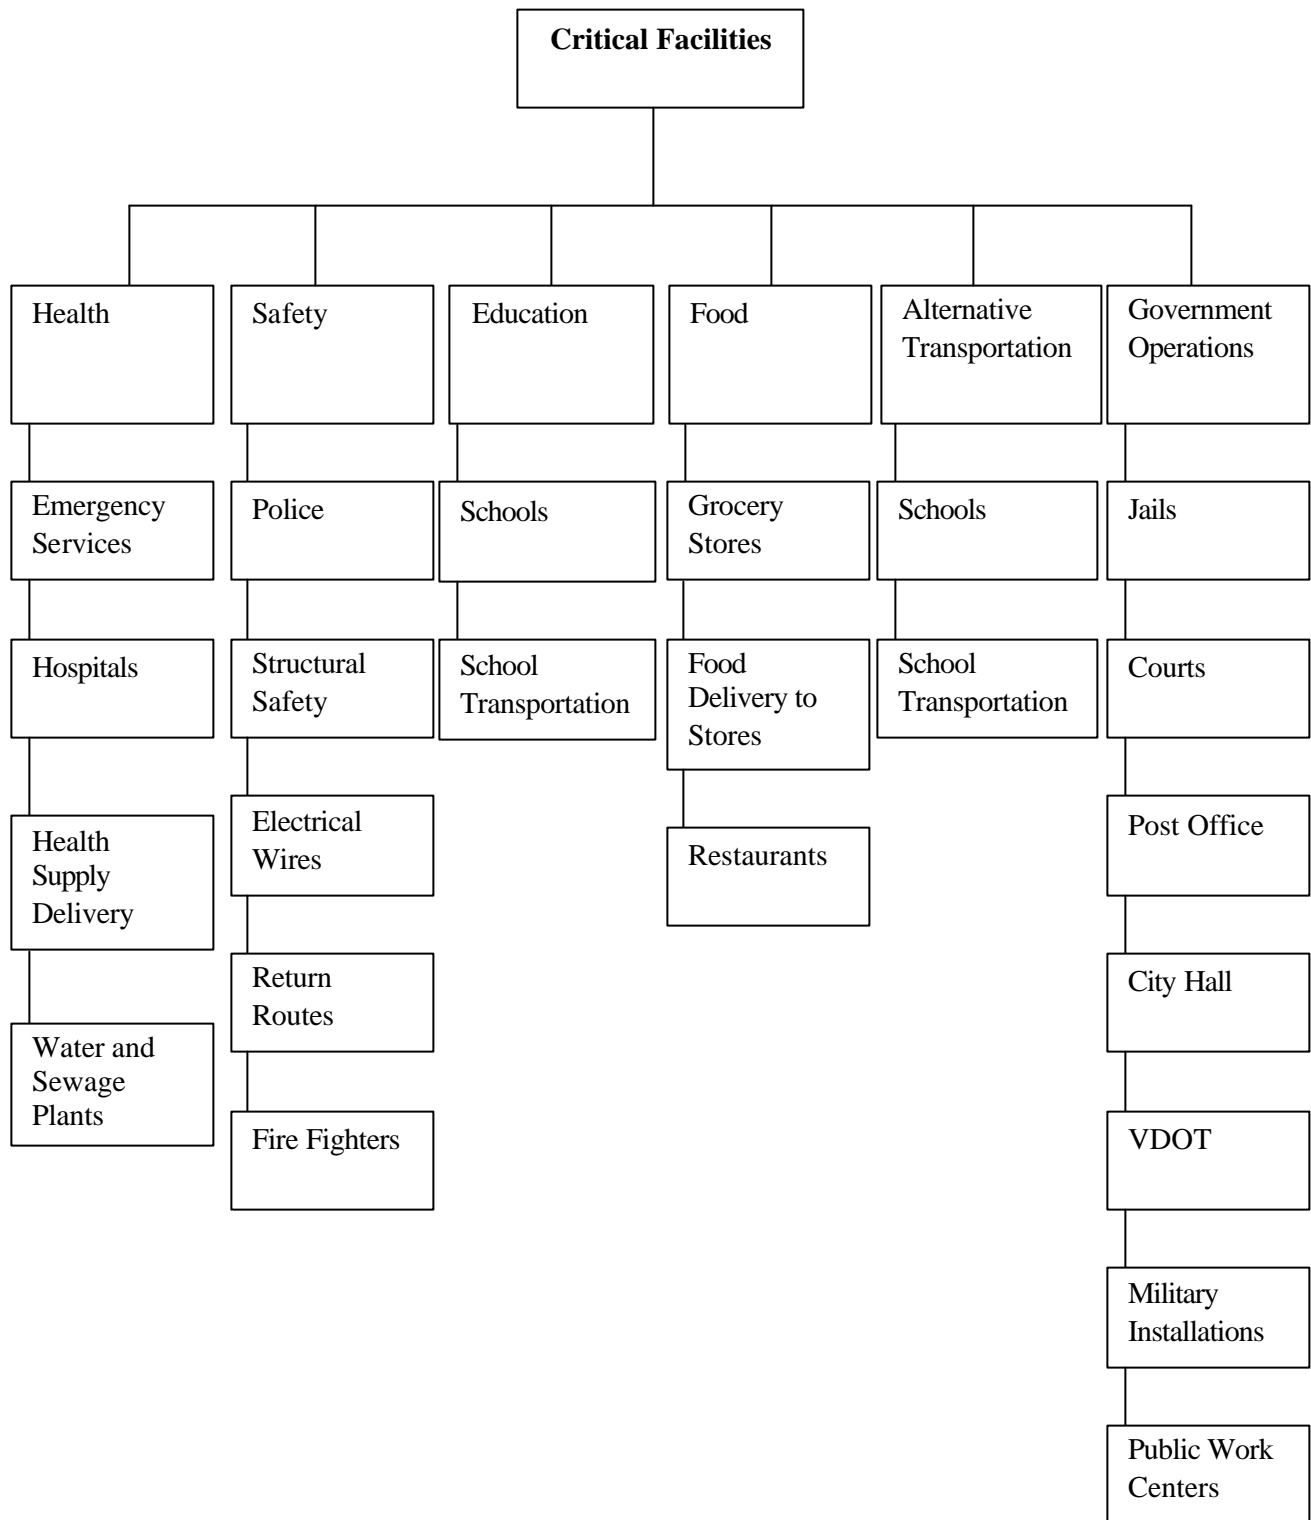 Critical Facilities
Health
Safety
Education
Food
Alternative
Transportation
Government
Operations
Emergency
Services
Police
Schools
Grocery
Stores
Schools
Jails
Hospitals
Structural
Safety
School
Transportation
Food
Delivery to
Stores
School
Transportation
Courts
Health
Supply
Delivery
Electrical
Wires
Restaurants
Post Office
Return
Routes
City Hall
Water and
Sewage
Plants
Fire Fighters
VDOT
Military
Installations
Public Work
Centers